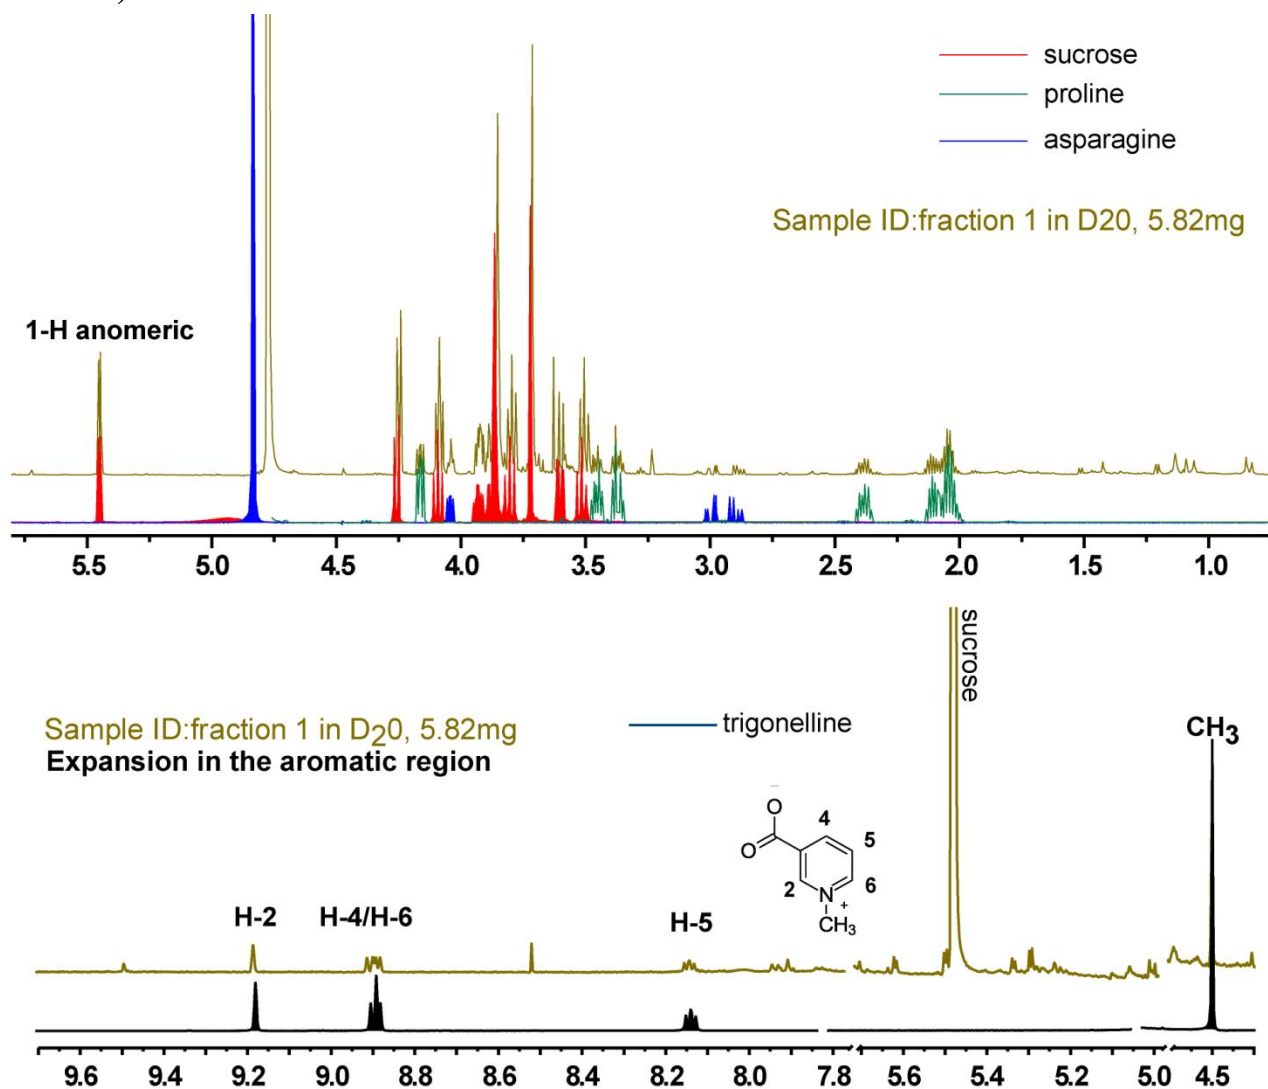 )
sucrose
proline
asparagine
Sample ID:fraction 1 in D20, 5.82mg
1-H anomeric
5.5 5.0 4.5 4.0 3.5 3.0 2.5 2.0 1.5 1.0
sucrose
Sample ID:fraction 1 in D20, 5.82mg
Expansion in the aromatic region
trigonelline
CH3
O-
O
4
5
2
6
N+
CH3
H-2
H-4/H-6
H-5
9.6 9.4 9.2 9.0 8.8 8.6 8.4 8.2 8.0 7.8 5.6 5.4 5.2 5.0 4.5